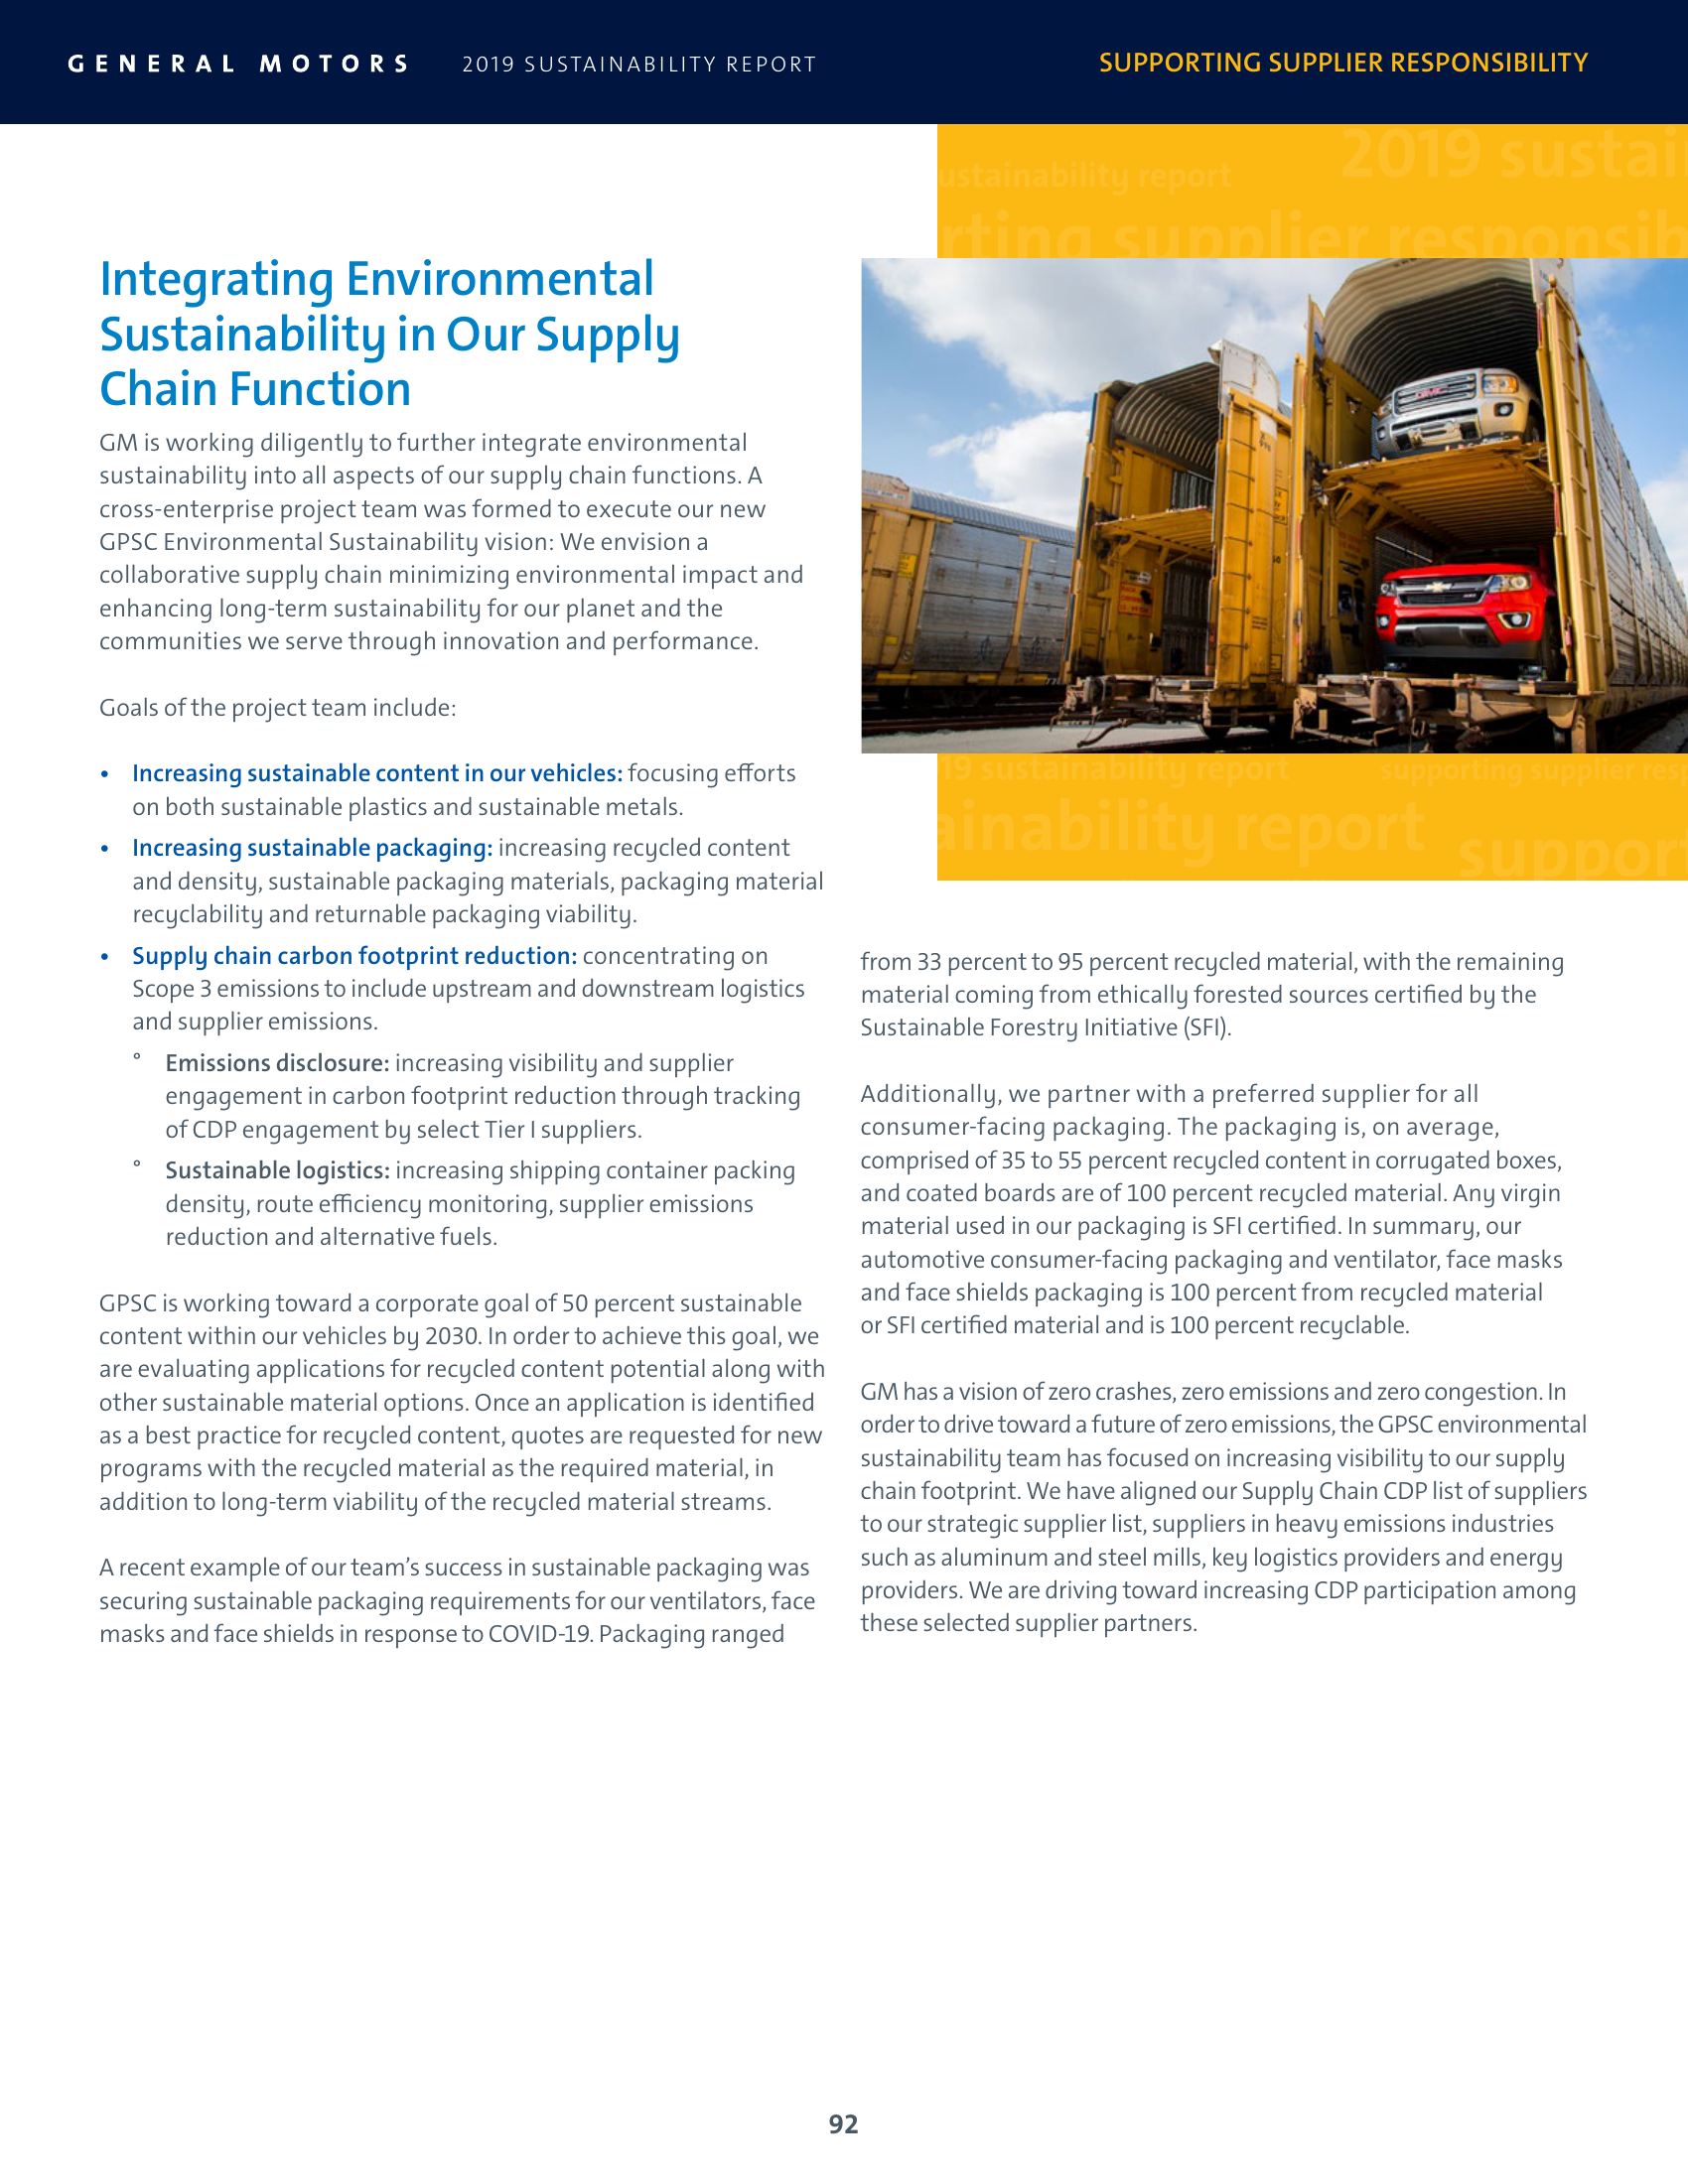 GENERAL MOTORS 2019 SUSTAINABILITY REPORT
SUPPORTING SUPPLIER RESPONSIBILITY
2019 sustai
ustainability report
rting supplier responsib
Integrating Environmental
Sustainability in Our Supply
Chain Function
GM is working diligently to further integrate environmental
sustainability into all aspects of our supply chain functions. A
cross-enterprise project team was formed to execute our new
GPSC Environmental Sustainability vision: We envision a
collaborative supply chain minimizing environmental impact and
enhancing long-term sustainability for our planet and the
communities we serve through innovation and performance.
Goals of the project team include:
• Increasing sustainable content in our vehicles: focusing efforts
on both sustainable plastics and sustainable metals.
• Increasing sustainable packaging: increasing recycled content
and density, sustainable packaging materials, packaging material
recyclability and returnable packaging viability.
• Supply chain carbon footprint reduction: concentrating on
Scope 3 emissions to include upstream and downstream logistics
and supplier emissions.
° Emissions disclosure: increasing visibility and supplier
engagement in carbon footprint reduction through tracking
of CDP engagement by select Tier I suppliers.
° Sustainable logistics: increasing shipping container packing
density, route efficiency monitoring, supplier emissions
reduction and alternative fuels.
GPSC is working toward a corporate goal of 50 percent sustainable
content within our vehicles by 2030. In order to achieve this goal, we
are evaluating applications for recycled content potential along with
other sustainable material options. Once an application is identified
as a best practice for recycled content, quotes are requested for new
programs with the recycled material as the required material, in
addition to long-term viability of the recycled material streams.
A recent example of our team’s success in sustainable packaging was
securing sustainable packaging requirements for our ventilators, face
masks and face shields in response to COVID-19. Packaging ranged
GMC
19 sustainability report
supporting supplier resp
ainability report
support
from 33 percent to 95 percent recycled material, with the remaining
material coming from ethically forested sources certified by the
Sustainable Forestry Initiative (SFI).
Additionally, we partner with a preferred supplier for all
consumer-facing packaging. The packaging is, on average,
comprised of 35 to 55 percent recycled content in corrugated boxes,
and coated boards are of 100 percent recycled material. Any virgin
material used in our packaging is SFI certified. In summary, our
automotive consumer-facing packaging and ventilator, face masks
and face shields packaging is 100 percent from recycled material
or SFI certified material and is 100 percent recyclable.
GM has a vision of zero crashes, zero emissions and zero congestion. In
order to drive toward a future of zero emissions, the GPSC environmental
sustainability team has focused on increasing visibility to our supply
chain footprint. We have aligned our Supply Chain CDP list of suppliers
to our strategic supplier list, suppliers in heavy emissions industries
such as aluminum and steel mills, key logistics providers and energy
providers. We are driving toward increasing CDP participation among
these selected supplier partners.
92